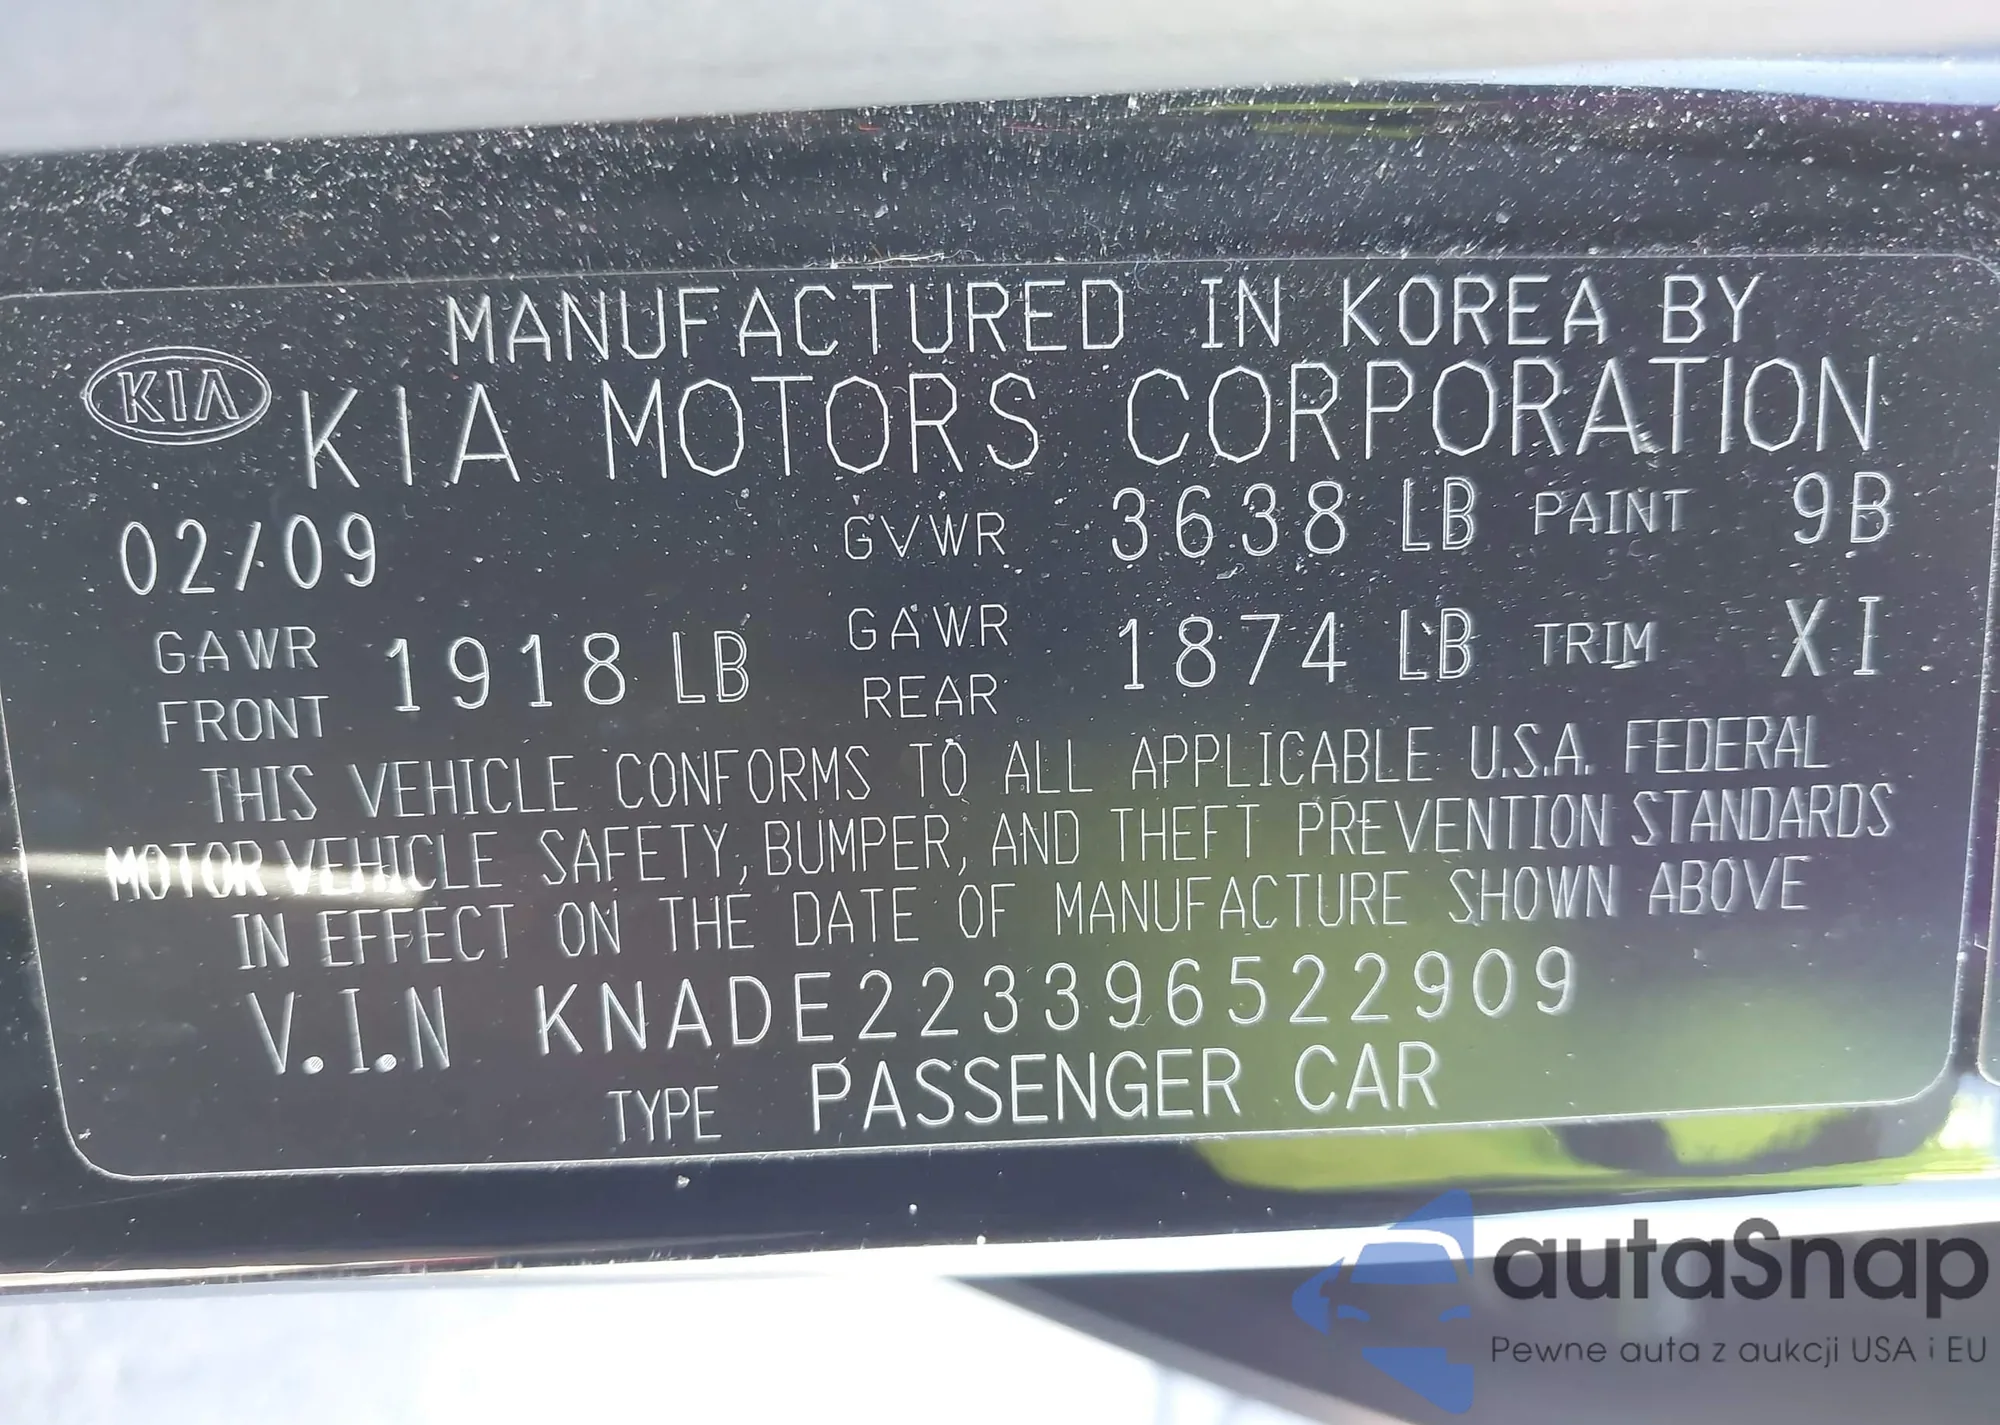 MANUFACTURED IN KOREA BY
KIA KIA MOTORS CORPORATION
02/09 GVWR 3638 LB PAINT 9B
GAWR FRONT 1918 LB GAWR REAR 1874 LB TRIM XI
THIS VEHICLE CONFORMS TO ALL APPLICABLE U.S.A. FEDERAL
MOTOR VEHICLE SAFETY, BUMPER, AND THEFT PREVENTION STANDARDS
IN EFFECT ON THE DATE OF MANUFACTURE SHOWN ABOVE
V.I.N KNADE223396522909
TYPE PASSENGER CAR
autaSnap
Pewne auta z aukcji USA i EU